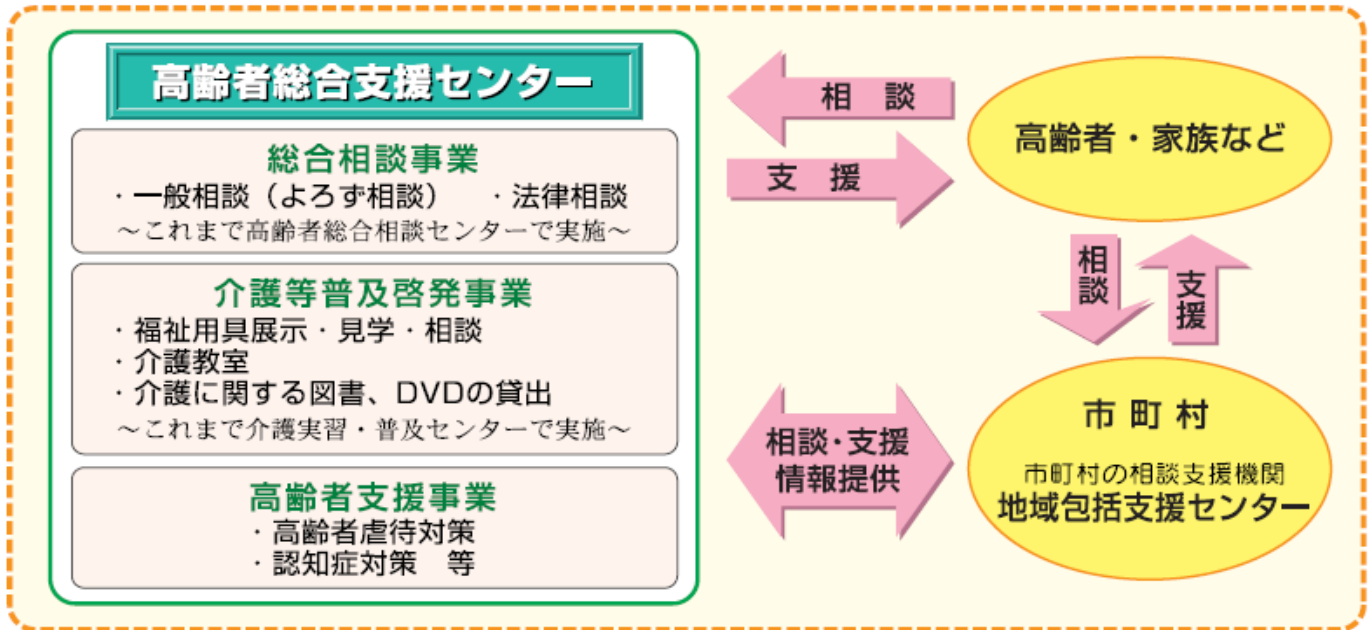 高齢者総合支援センター
総合相談事業
・一般相談（よろず相談）　・法律相談
～これまで高齢者総合相談センターで実施～
介護等普及啓発事業
・福祉用具展示・見学・相談
・介護教室
・介護に関する図書、DVDの貸出
～これまで介護実習・普及センターで実施～
高齢者支援事業
・高齢者虐待対策
・認知症対策　等
相　談
支　援
高齢者・家族など
相談
支援
相談・支援
情報提供
市町村
市町村の相談支援機関
地域包括支援センター